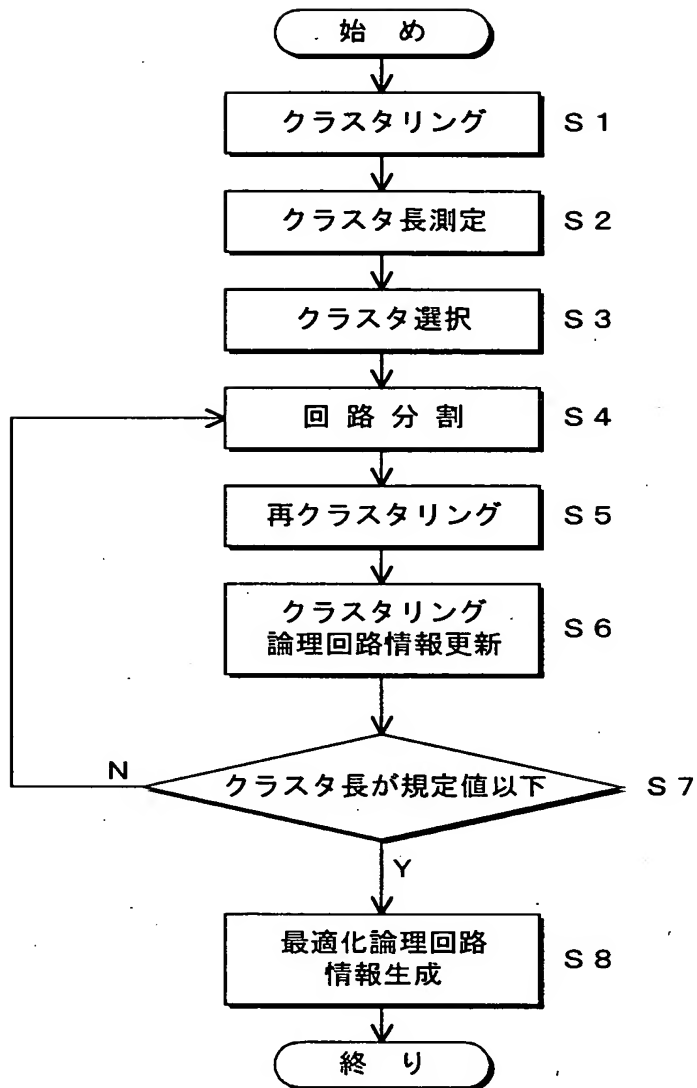 始 め
クラスタリング S1
クラスタ長測定 S2
クラスタ選択 S3
回 路 分 割 S4
再クラスタリング S5
クラスタリング
論理回路情報更新 S6
N クラスタ長が規定値以下 S7
Y
最適化論理回路
情報生成 S8
終 り